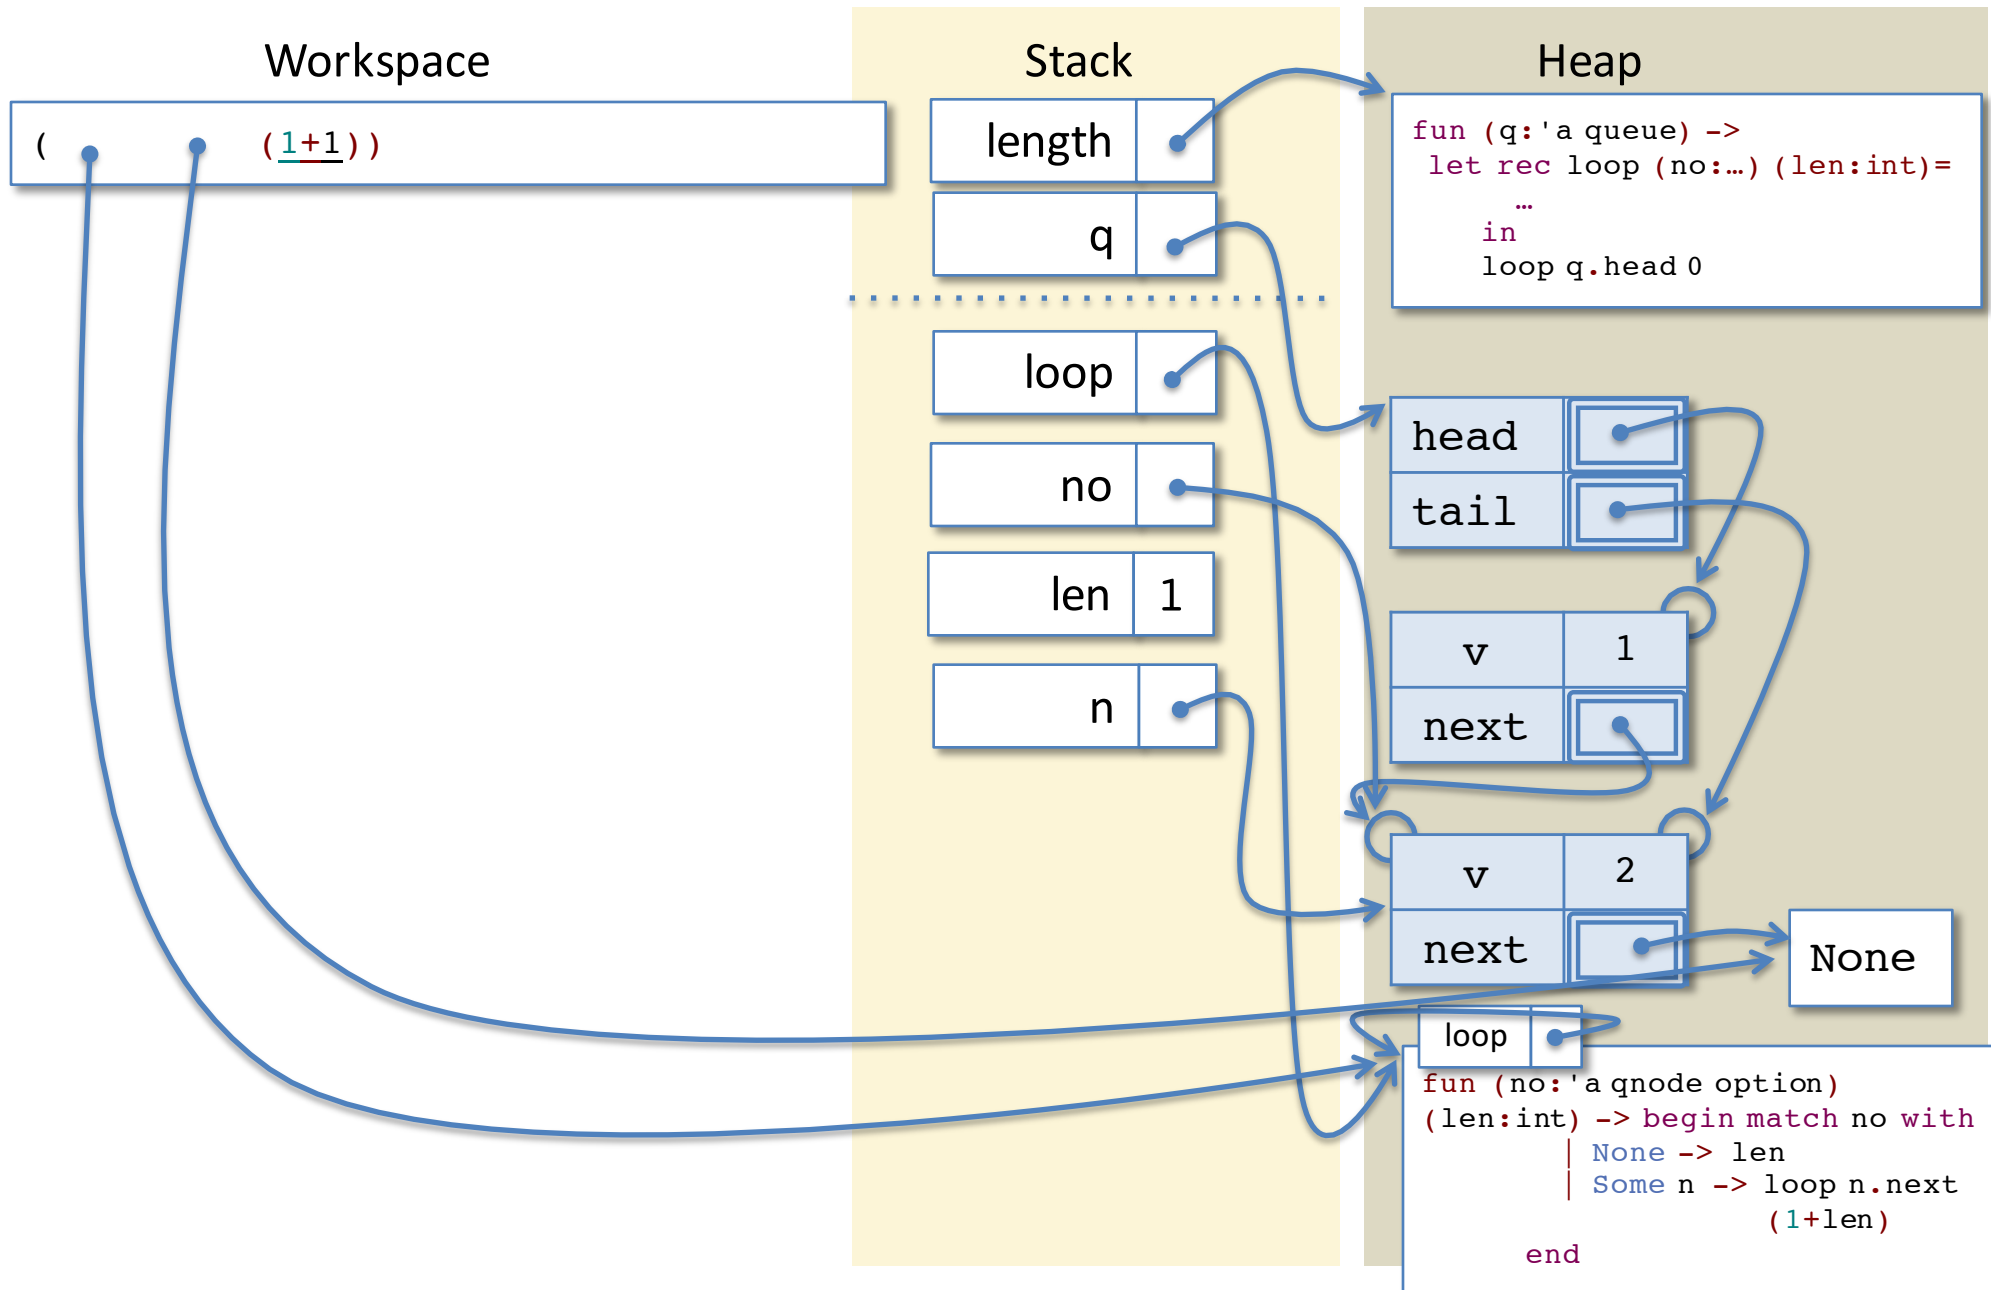 Workspace
( (1+1))
Stack
length
q
loop
no
len 1
n
Heap
fun (q:'a queue) ->
let rec loop (no:…) (len:int)=
…
in
loop q.head 0
head
tail
v 1
next
v 2
next
None
loop
fun (no:'a qnode option)
(len:int) -> begin match no with
| None -> len
| Some n -> loop n.next
(1+len)
end